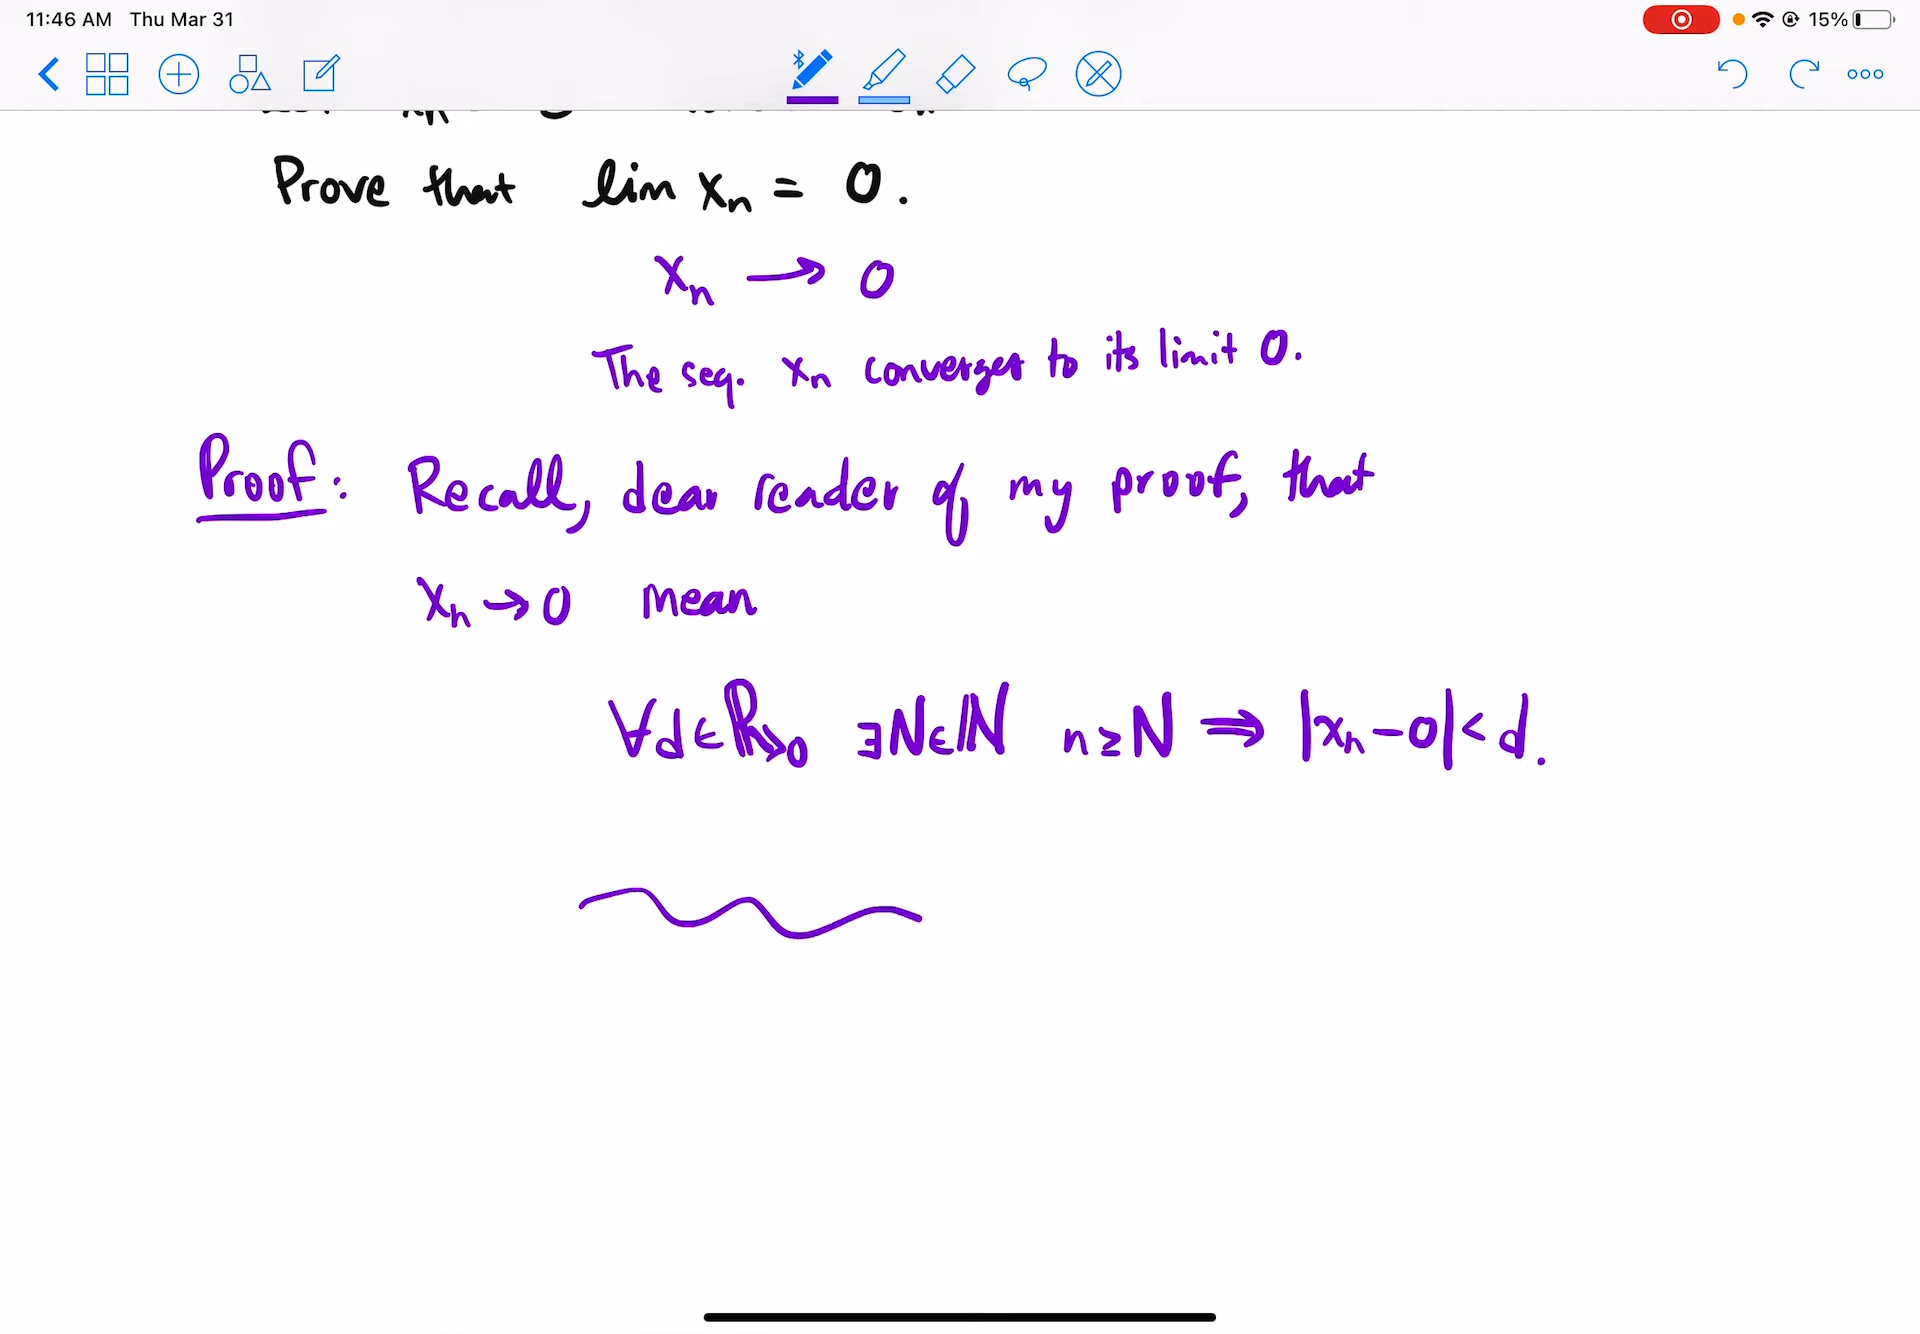 11:46 AM Thu Mar 31 15%
Prove that lim xₙ = 0.
xₙ → 0
The seq. xₙ converges to its limit 0.
Proof: Recall, dear reader of my proof, that
xₙ → 0 mean
∀d∈ℝ>0 ∃N∈ℕ n≥N ⇒ |xₙ-0|<d.